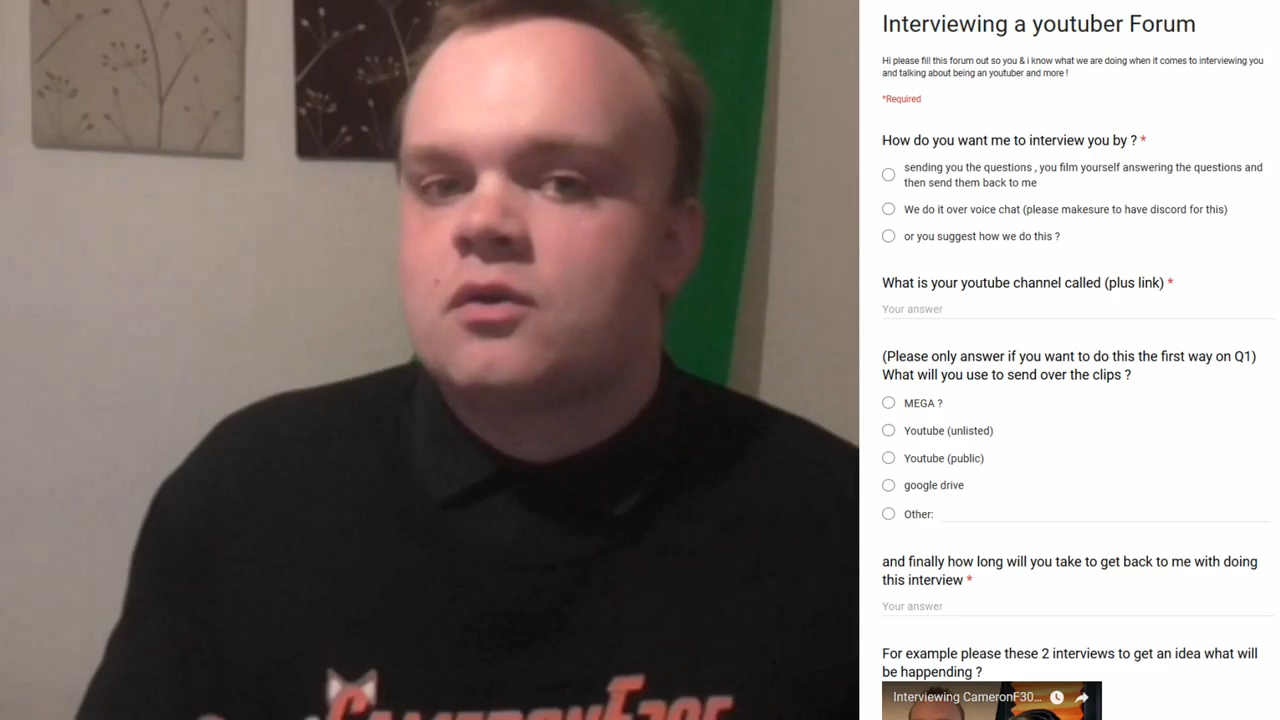 Interviewing a youtuber Forum
Hi please fill this forum out so you & i know what we are doing when it comes to interviewing you
and talking about being an youtuber and more !
*Required
How do you want me to interview you by ? *
sending you the questions , you film yourself answering the questions and
then send them back to me
We do it over voice chat (please makesure to have discord for this)
or you suggest how we do this ?
What is your youtube channel called (plus link) *
Your answer
(Please only answer if you want to do this the first way on Q1)
What will you use to send over the clips ?
MEGA ?
Youtube (unlisted)
Youtube (public)
google drive
Other:
and finally how long will you take to get back to me with doing
this interview *
Your answer
For example please these 2 interviews to get an idea what will
be happending ?
Interviewing CameronF30...